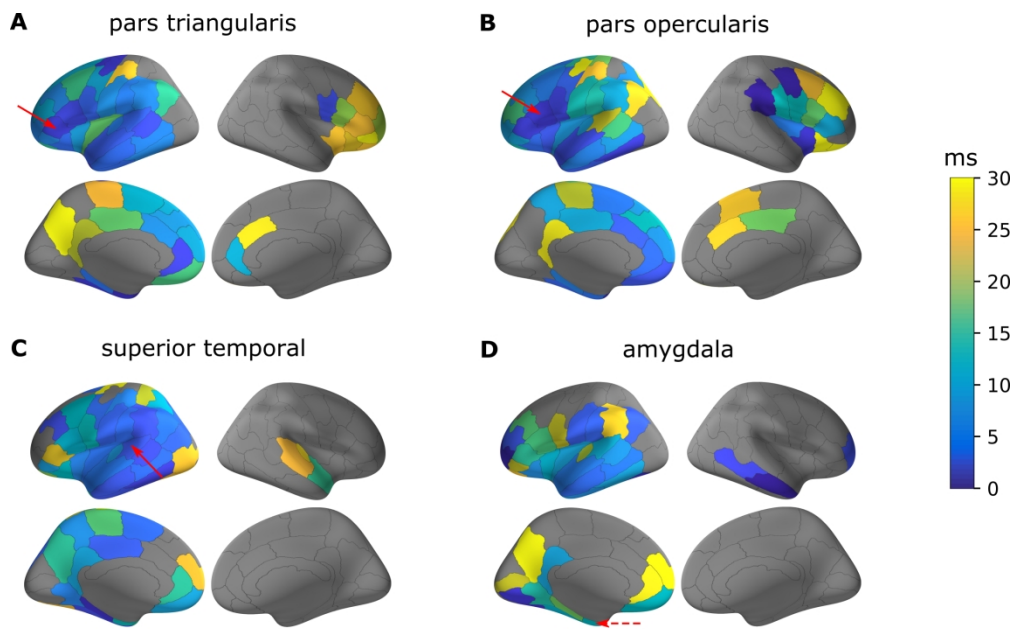 A pars triangularis
B pars opercularis
C superior temporal
D amygdala
ms
30
25
20
15
10
5
0